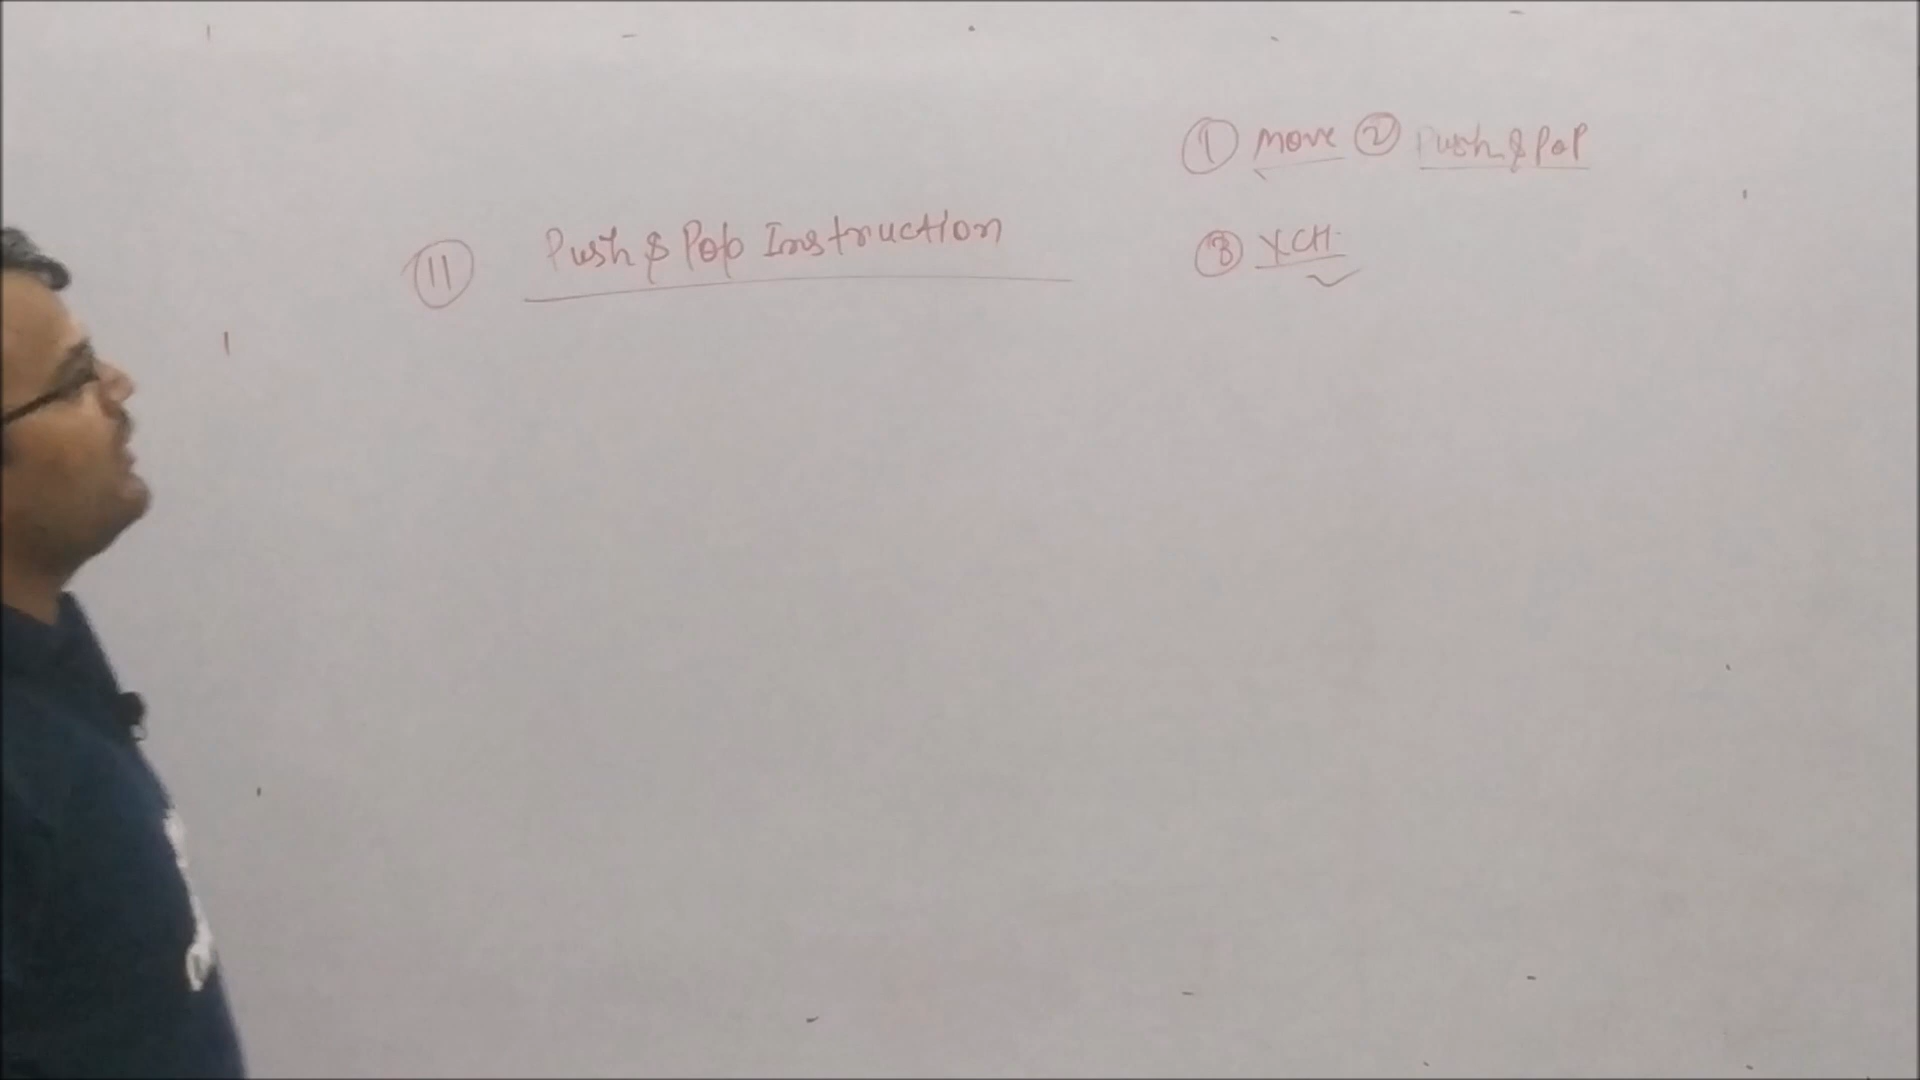 ① Move ② Push & PoP
⑪ Push & Pop Instruction
③ XCH